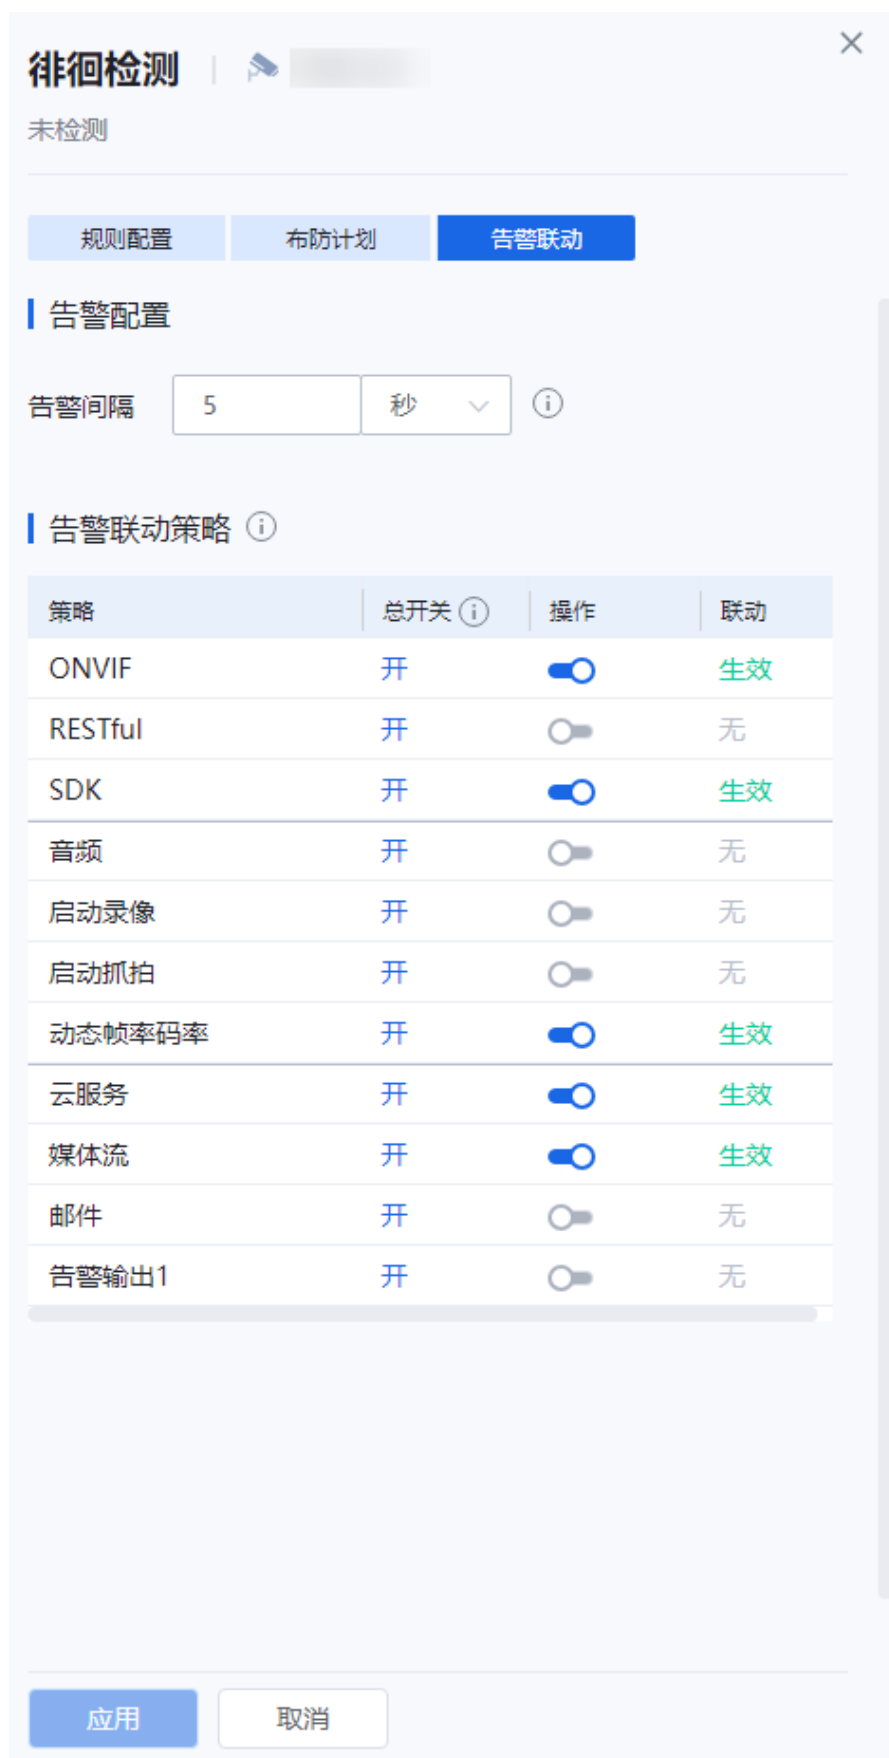 徘徊检测
未检测
规则配置 布防计划 告警联动
告警配置
告警间隔 5 秒
告警联动策略
策略 总开关 操作 联动
ONVIF 开 生效
RESTful 开 无
SDK 开 生效
音频 开 无
启动录像 开 无
启动抓拍 开 无
动态帧率码率 开 生效
云服务 开 生效
媒体流 开 生效
邮件 开 无
告警输出1 开 无
应用 取消